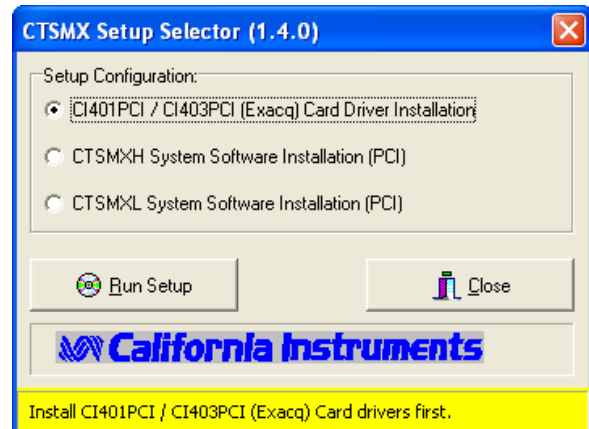 CTSMX Setup Selector (1.4.0)
Setup Configuration:
CI401PCI / CI403PCI (Exacq) Card Driver Installation
CTSMXH System Software Installation (PCI)
CTSMXL System Software Installation (PCI)
Run Setup
Close
California Instruments
Install CI401PCI / CI403PCI (Exacq) Card drivers first.